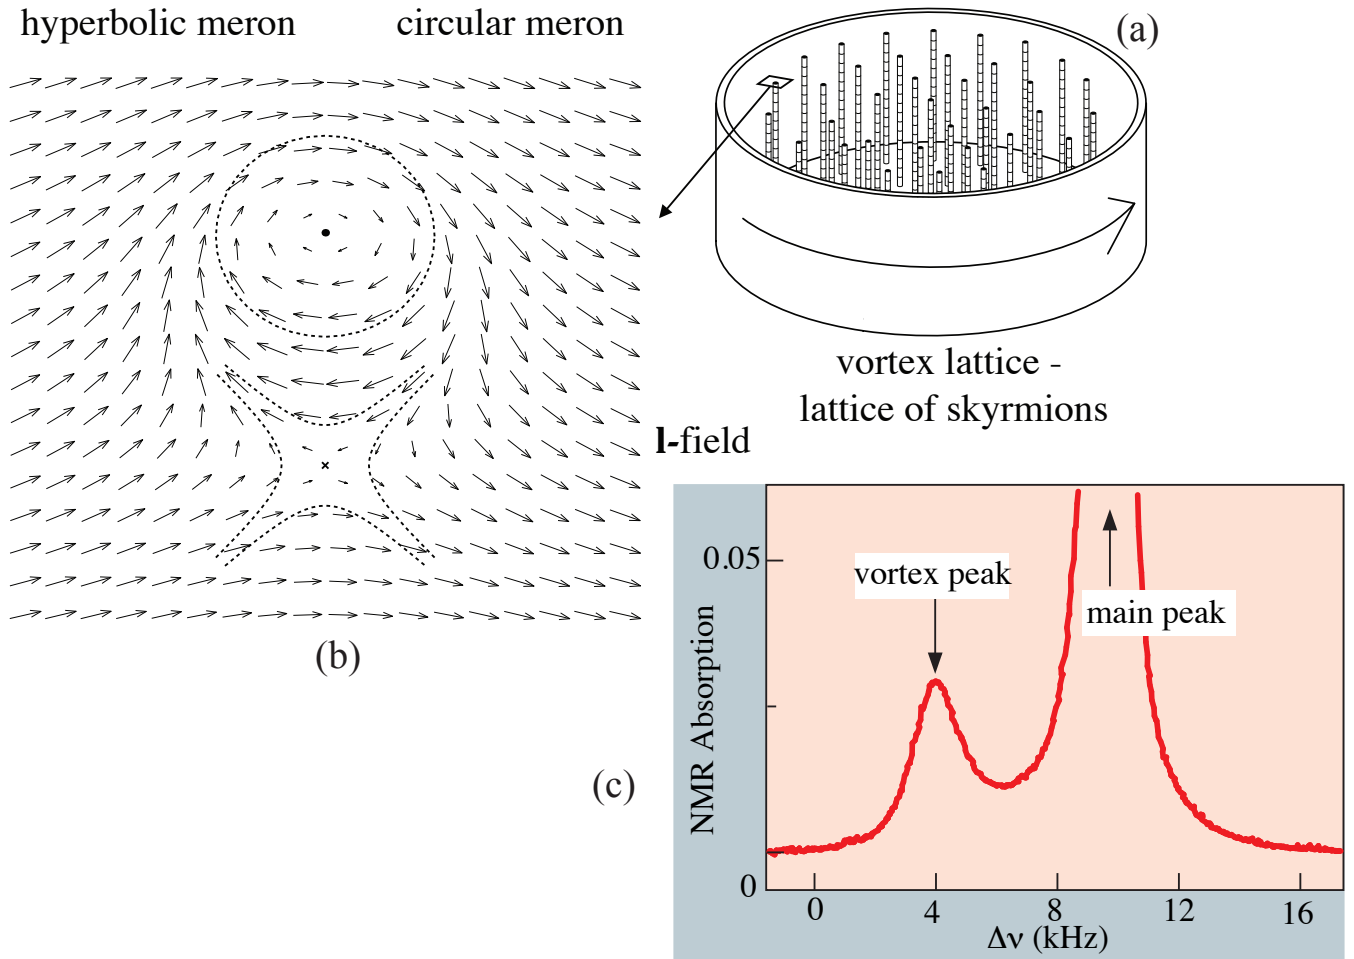 hyperbolic meron
circular meron
(a)
vortex lattice -
lattice of skyrmions
l-field
(b)
(c)
0.05
vortex peak
main peak
NMR Absorption
0
0
4
8
12
16
Δν (kHz)